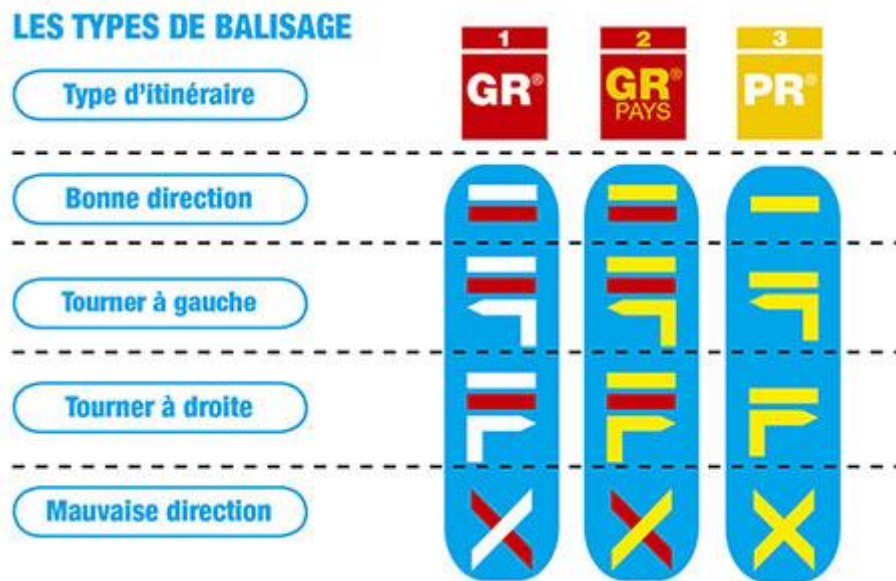 LES TYPES DE BALISAGE
1
2
3
Type d'itinéraire
GR®
GR®
PAYS
PR®
Bonne direction
Tourner à gauche
Tourner à droite
Mauvaise direction